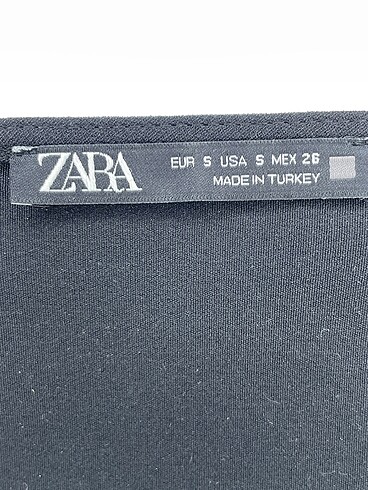 ZARA
EUR S USA S MEX 26
MADE IN TURKEY